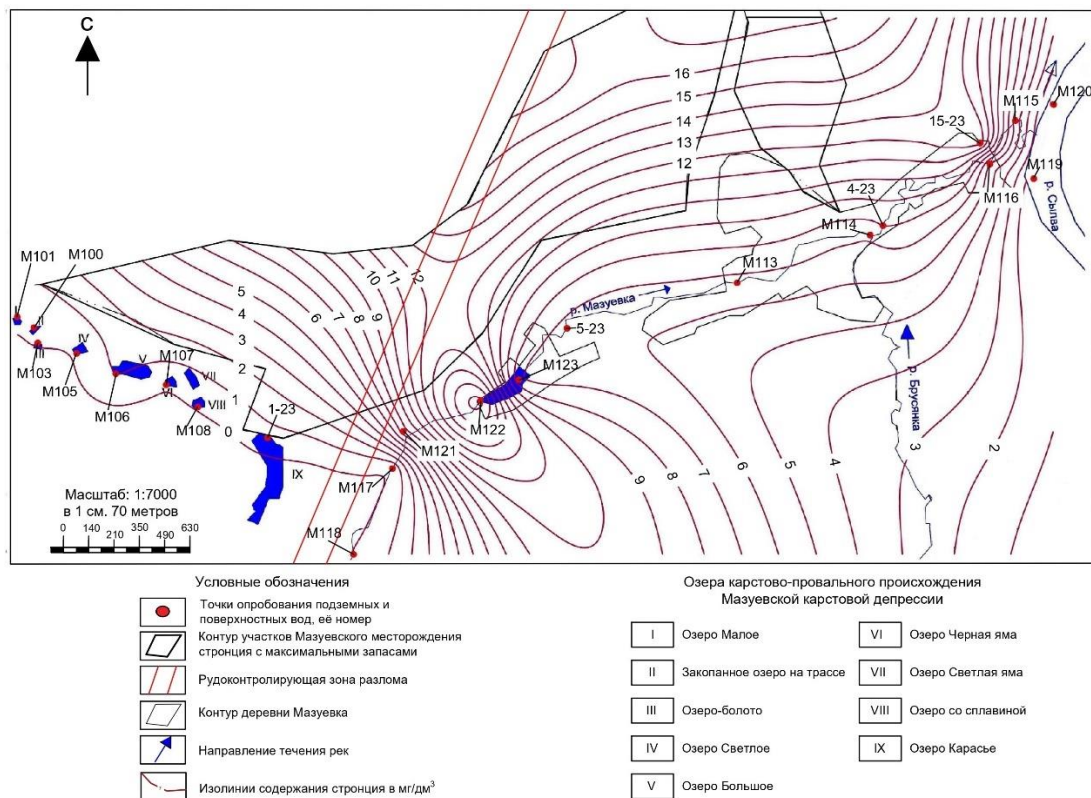 С
16
15
14
13
12
15-23
М115
М120
М119
М116
р. Сылва
4-23
М114
М113
р. Мазуевка
5-23
М123
М122
М121
М117
М118
р. Брусянка
М101
М100
I
II
III
М103
IV
М105
V
М106
М107
VI
VII
VIII
М108
1-23
IX
5
4
3
2
1
0
6
7
8
9
10
11
12
9
8
7
6
5
4
3
2
Масштаб: 1:7000
в 1 см. 70 метров
0 140 210 350 490 630
Условные обозначения
Точки опробования подземных и
поверхностных вод, её номер
Контур участков Мазуевского месторождения
стронция с максимальными запасами
Рудоконтролирующая зона разлома
Контур деревни Мазуевка
Направление течения рек
Изолинии содержания стронция в мг/дм³
Озера карстово-провального происхождения
Мазуевской карстовой депрессии
I Озеро Малое
II Закопанное озеро на трассе
III Озеро-болото
IV Озеро Светлое
V Озеро Большое
VI Озеро Черная яма
VII Озеро Светлая яма
VIII Озеро со сплавиной
IX Озеро Карасье